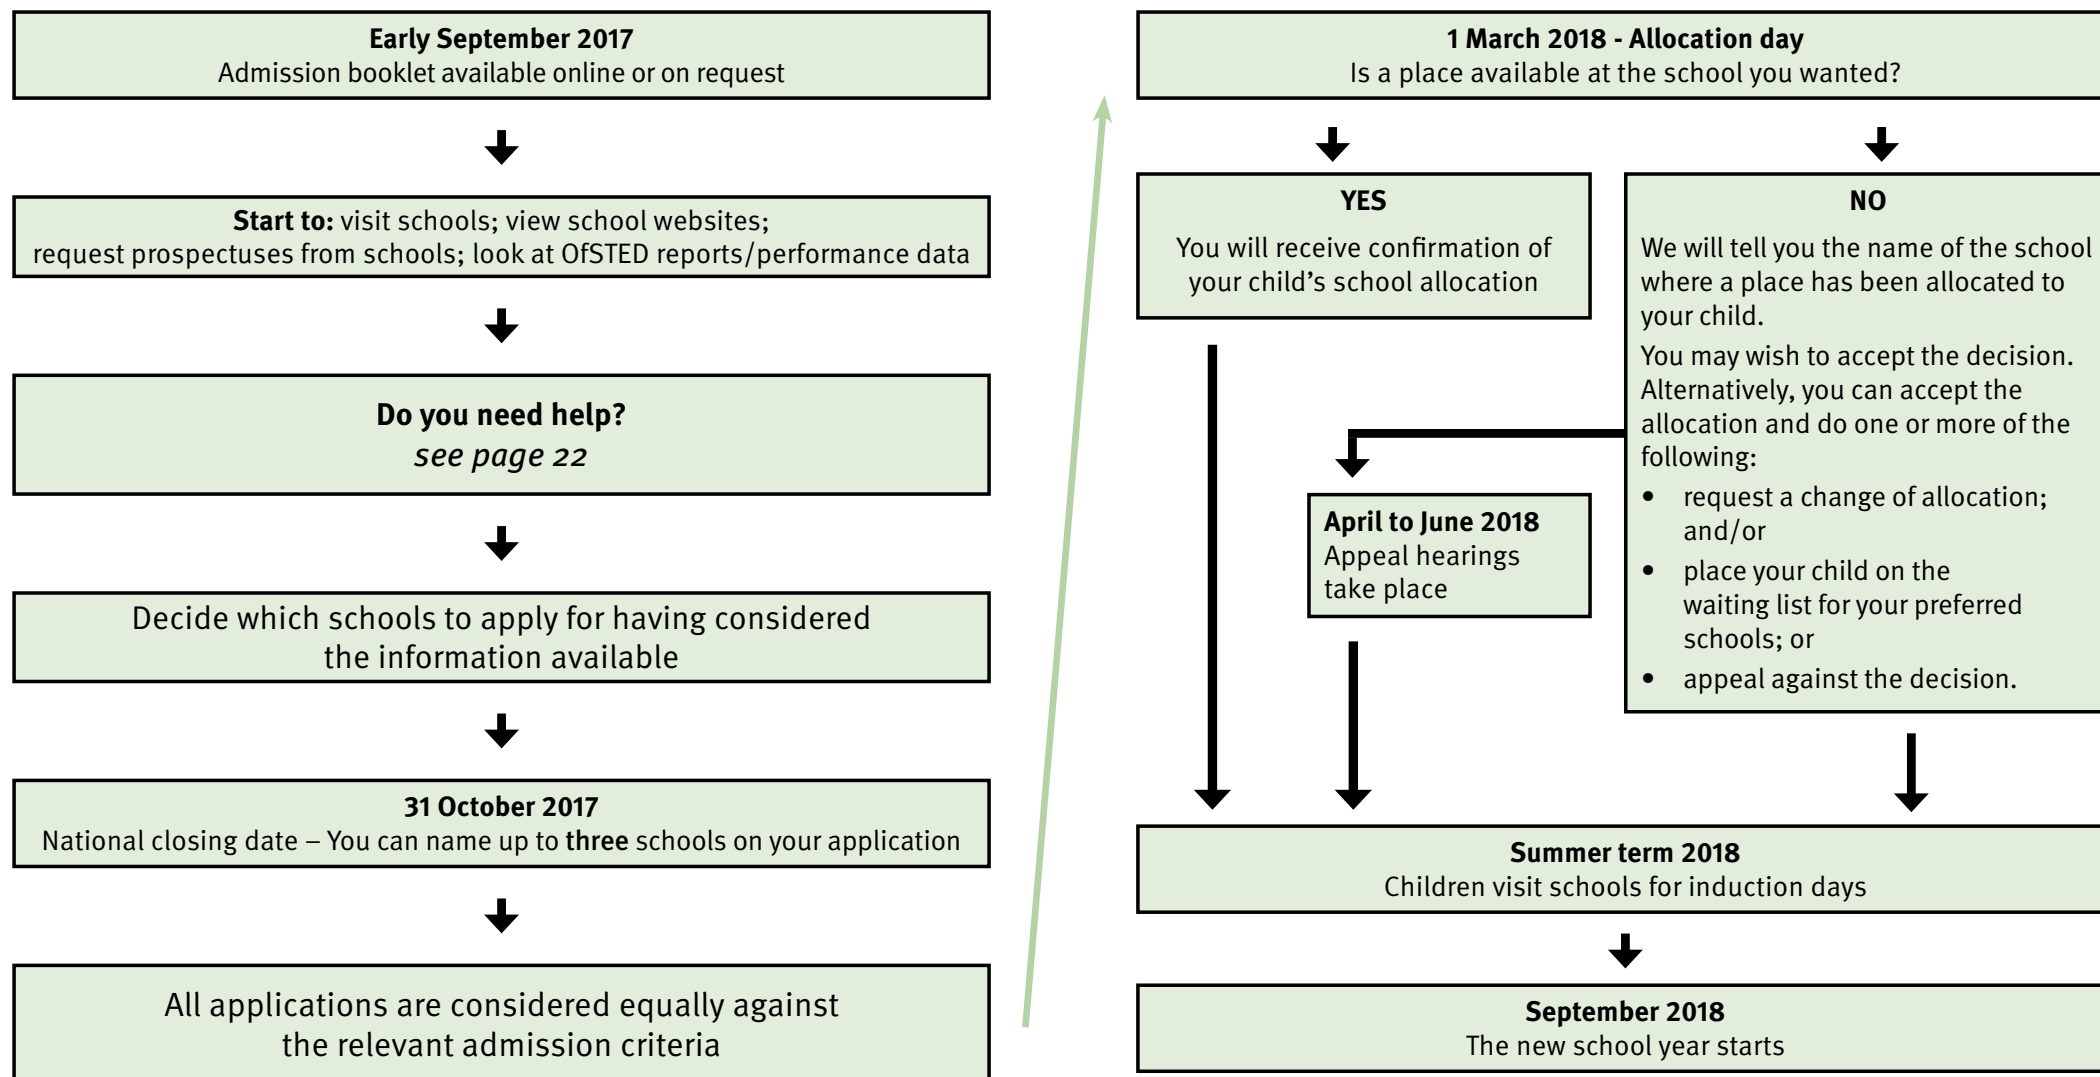 Early September 2017
Admission booklet available online or on request
Start to: visit schools; view school websites;
request prospectuses from schools; look at OfSTED reports/performance data
Do you need help?
see page 22
Decide which schools to apply for having considered
the information available
31 October 2017
National closing date – You can name up to three schools on your application
All applications are considered equally against
the relevant admission criteria
1 March 2018 - Allocation day
Is a place available at the school you wanted?
YES
You will receive confirmation of
your child’s school allocation
NO
We will tell you the name of the school
where a place has been allocated to
your child.
You may wish to accept the decision.
Alternatively, you can accept the
allocation and do one or more of the
following:
• request a change of allocation;
and/or
• place your child on the
waiting list for your preferred
schools; or
• appeal against the decision.
April to June 2018
Appeal hearings
take place
Summer term 2018
Children visit schools for induction days
September 2018
The new school year starts